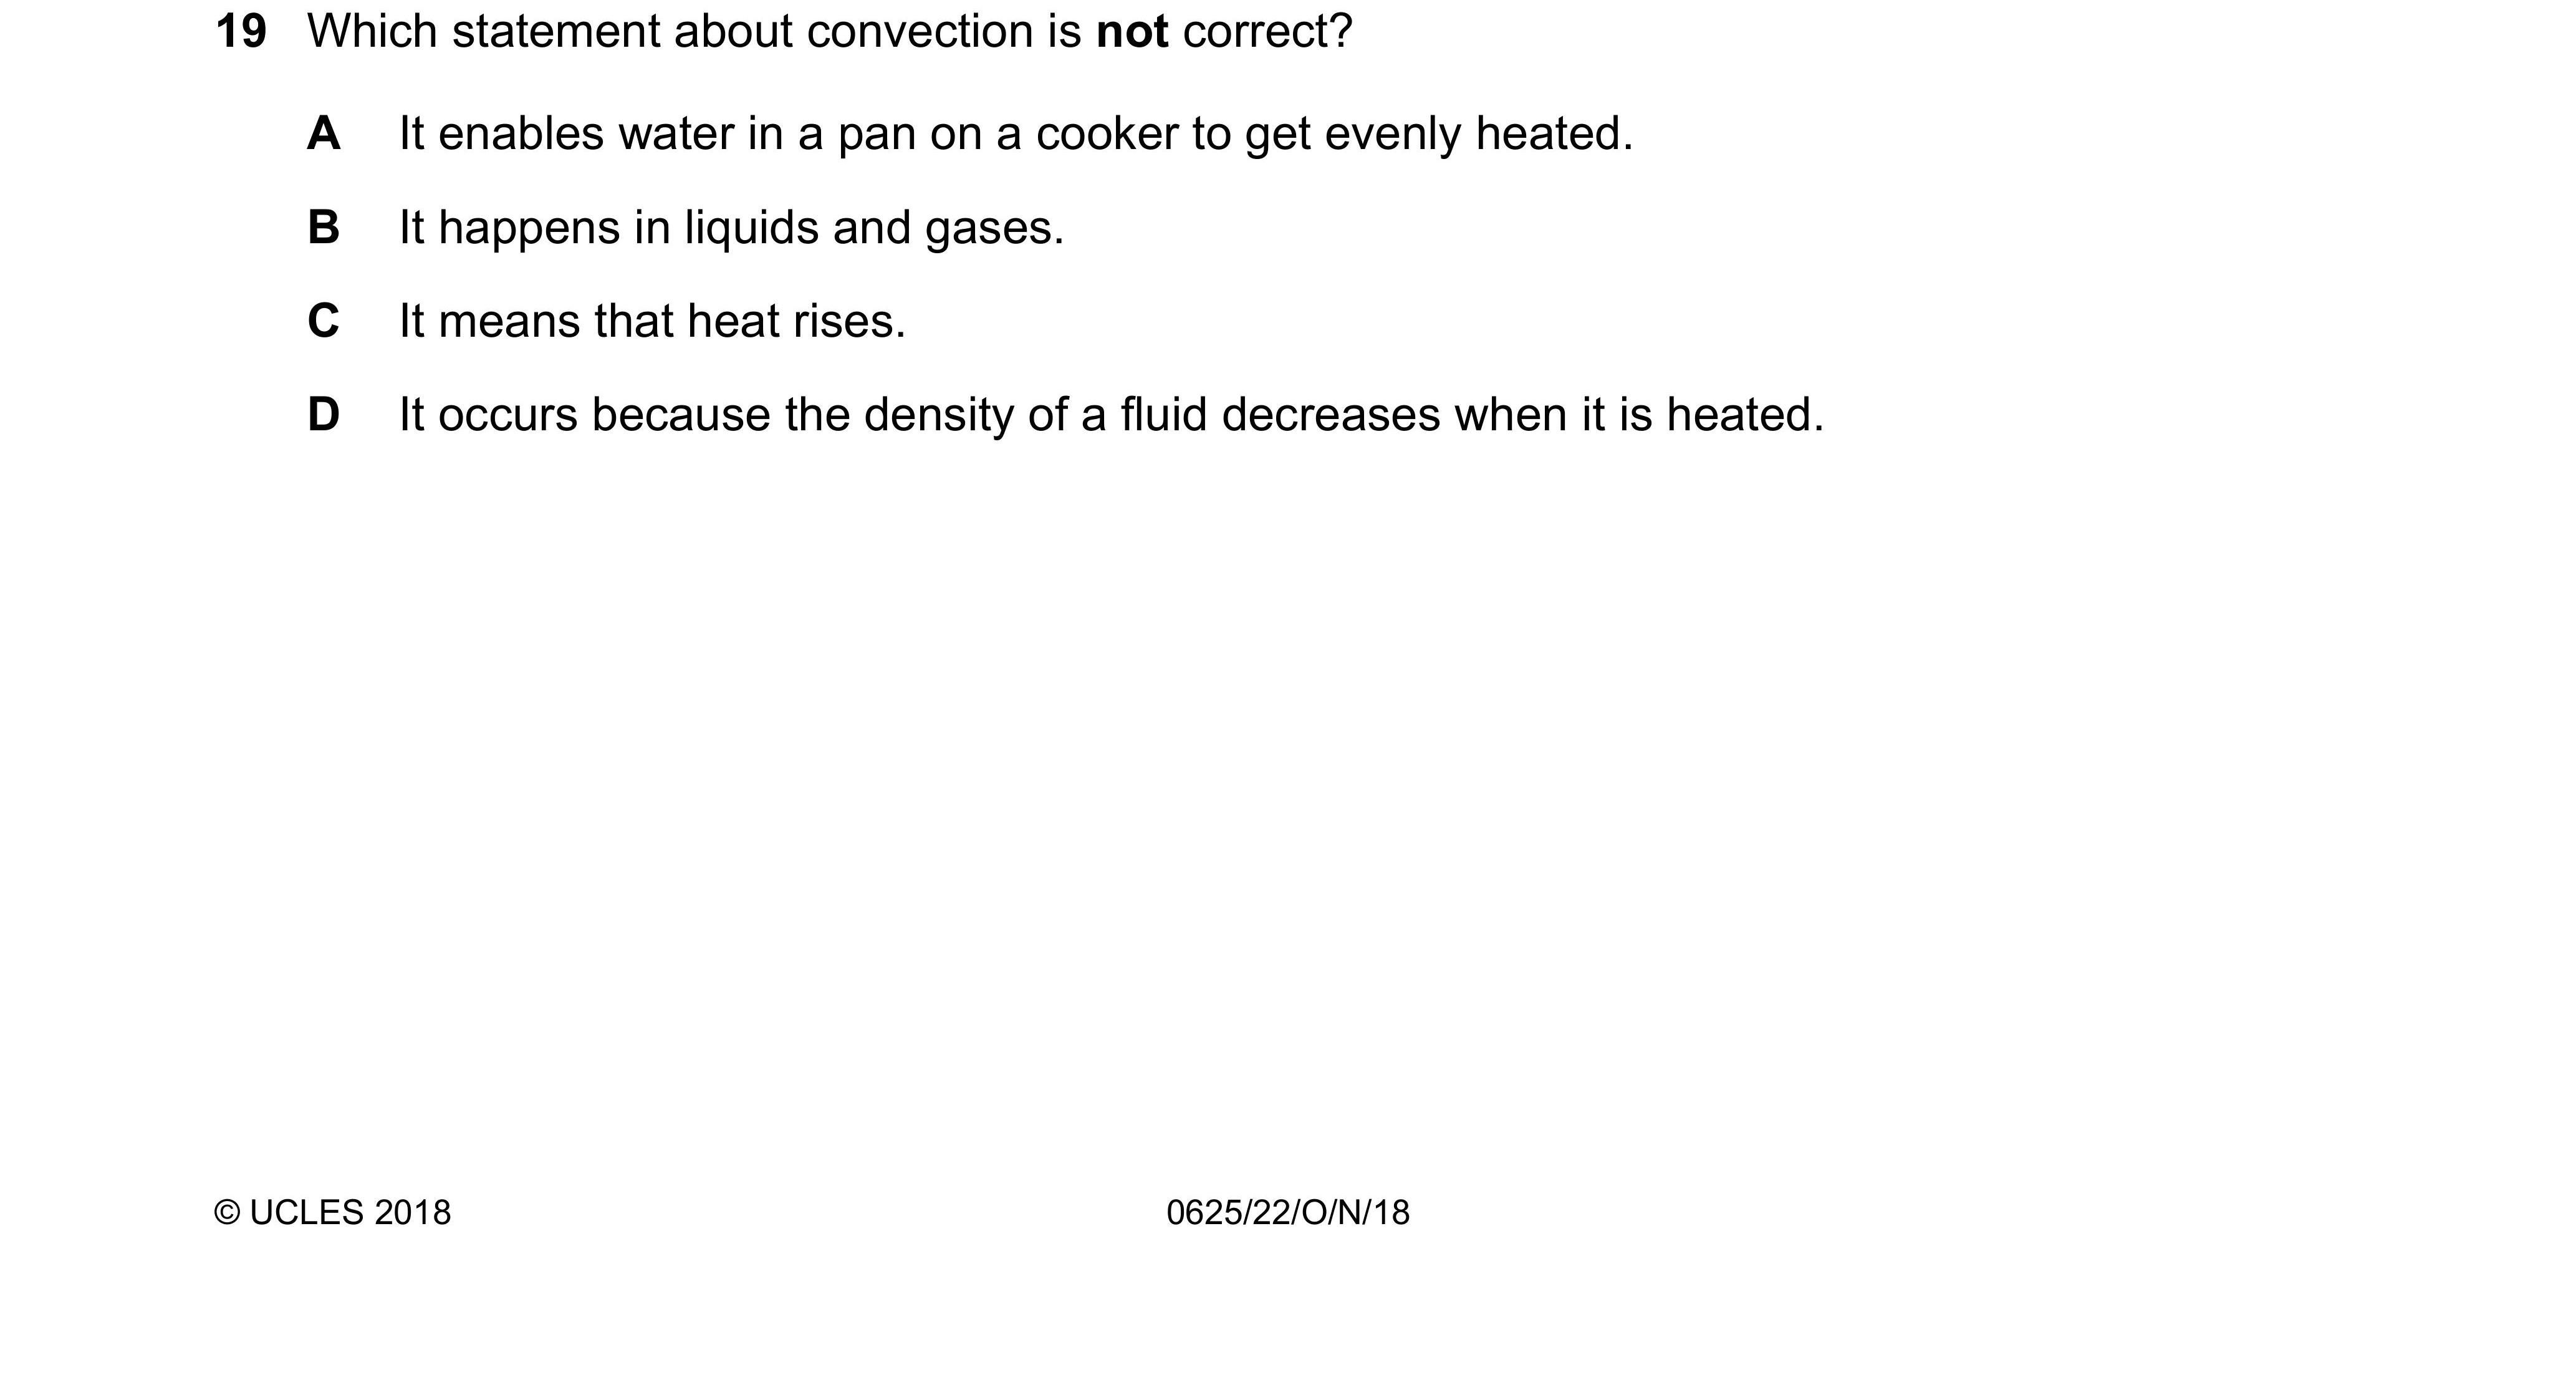 19 Which statement about convection is not correct?
A It enables water in a pan on a cooker to get evenly heated.
B It happens in liquids and gases.
C It means that heat rises.
D It occurs because the density of a fluid decreases when it is heated.
© UCLES 2018 0625/22/O/N/18